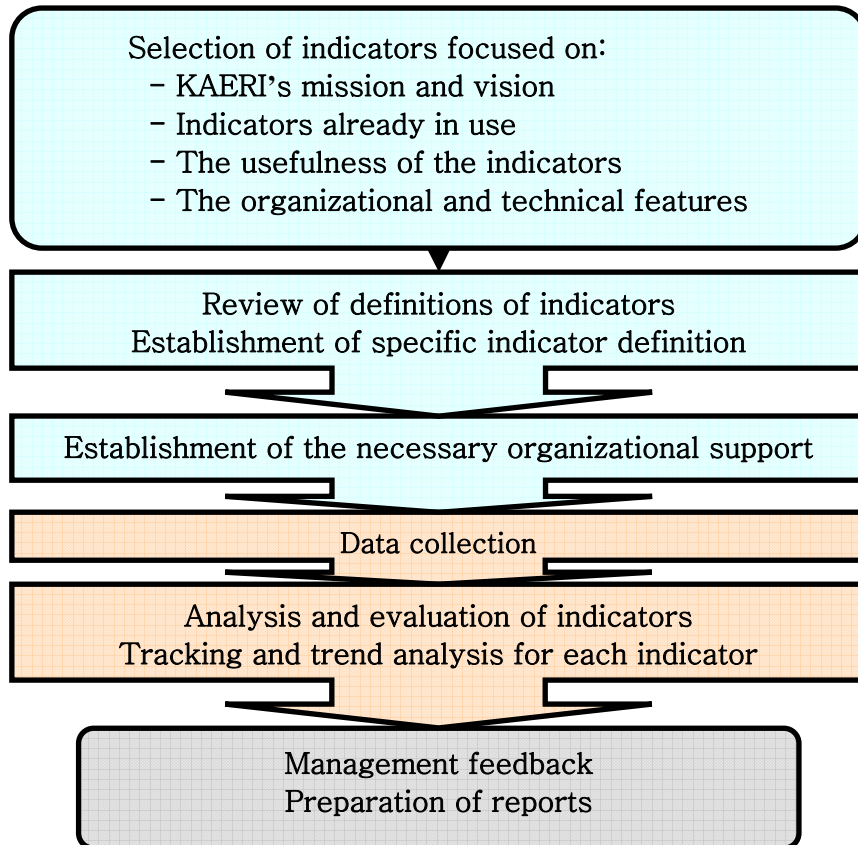 Selection of indicators focused on:
- KAERI's mission and vision
- Indicators already in use
- The usefulness of the indicators
- The organizational and technical features
Review of definitions of indicators
Establishment of specific indicator definition
Establishment of the necessary organizational support
Data collection
Analysis and evaluation of indicators
Tracking and trend analysis for each indicator
Management feedback
Preparation of reports